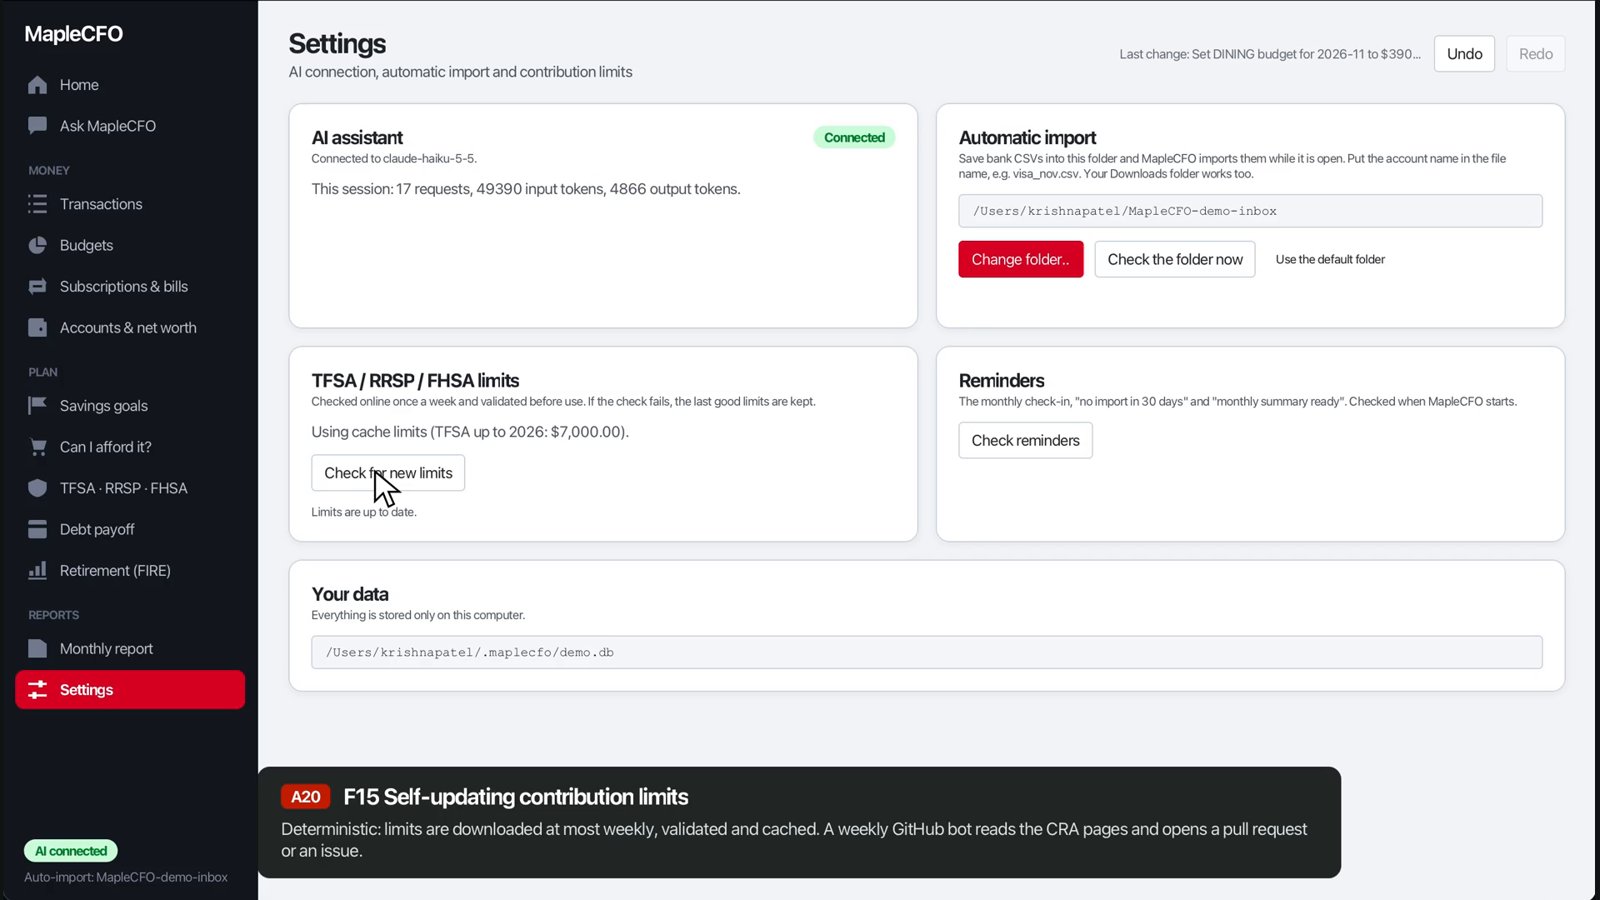 MapleCFO
Home
Ask MapleCFO
MONEY
Transactions
Budgets
Subscriptions & bills
Accounts & net worth
PLAN
Savings goals
Can I afford it?
TFSA · RRSP · FHSA
Debt payoff
Retirement (FIRE)
REPORTS
Monthly report
Settings
AI connected
Auto-import: MapleCFO-demo-inbox
Settings
AI connection, automatic import and contribution limits
Last change: Set DINING budget for 2026-11 to $390...
Undo
Redo
AI assistant
Connected
Connected to claude-haiku-5-5.
This session: 17 requests, 49390 input tokens, 4866 output tokens.
Automatic import
Save bank CSVs into this folder and MapleCFO imports them while it is open. Put the account name in the file
name, e.g. visa_nov.csv. Your Downloads folder works too.
/Users/krishnapatel/MapleCFO-demo-inbox
Change folder..
Check the folder now
Use the default folder
TFSA / RRSP / FHSA limits
Checked online once a week and validated before use. If the check fails, the last good limits are kept.
Using cache limits (TFSA up to 2026: $7,000.00).
Check for new limits
Limits are up to date.
Reminders
The monthly check-in, "no import in 30 days" and "monthly summary ready". Checked when MapleCFO starts.
Check reminders
Your data
Everything is stored only on this computer.
/Users/krishnapatel/.maplecfo/demo.db
A20 F15 Self-updating contribution limits
Deterministic: limits are downloaded at most weekly, validated and cached. A weekly GitHub bot reads the CRA pages and opens a pull request
or an issue.